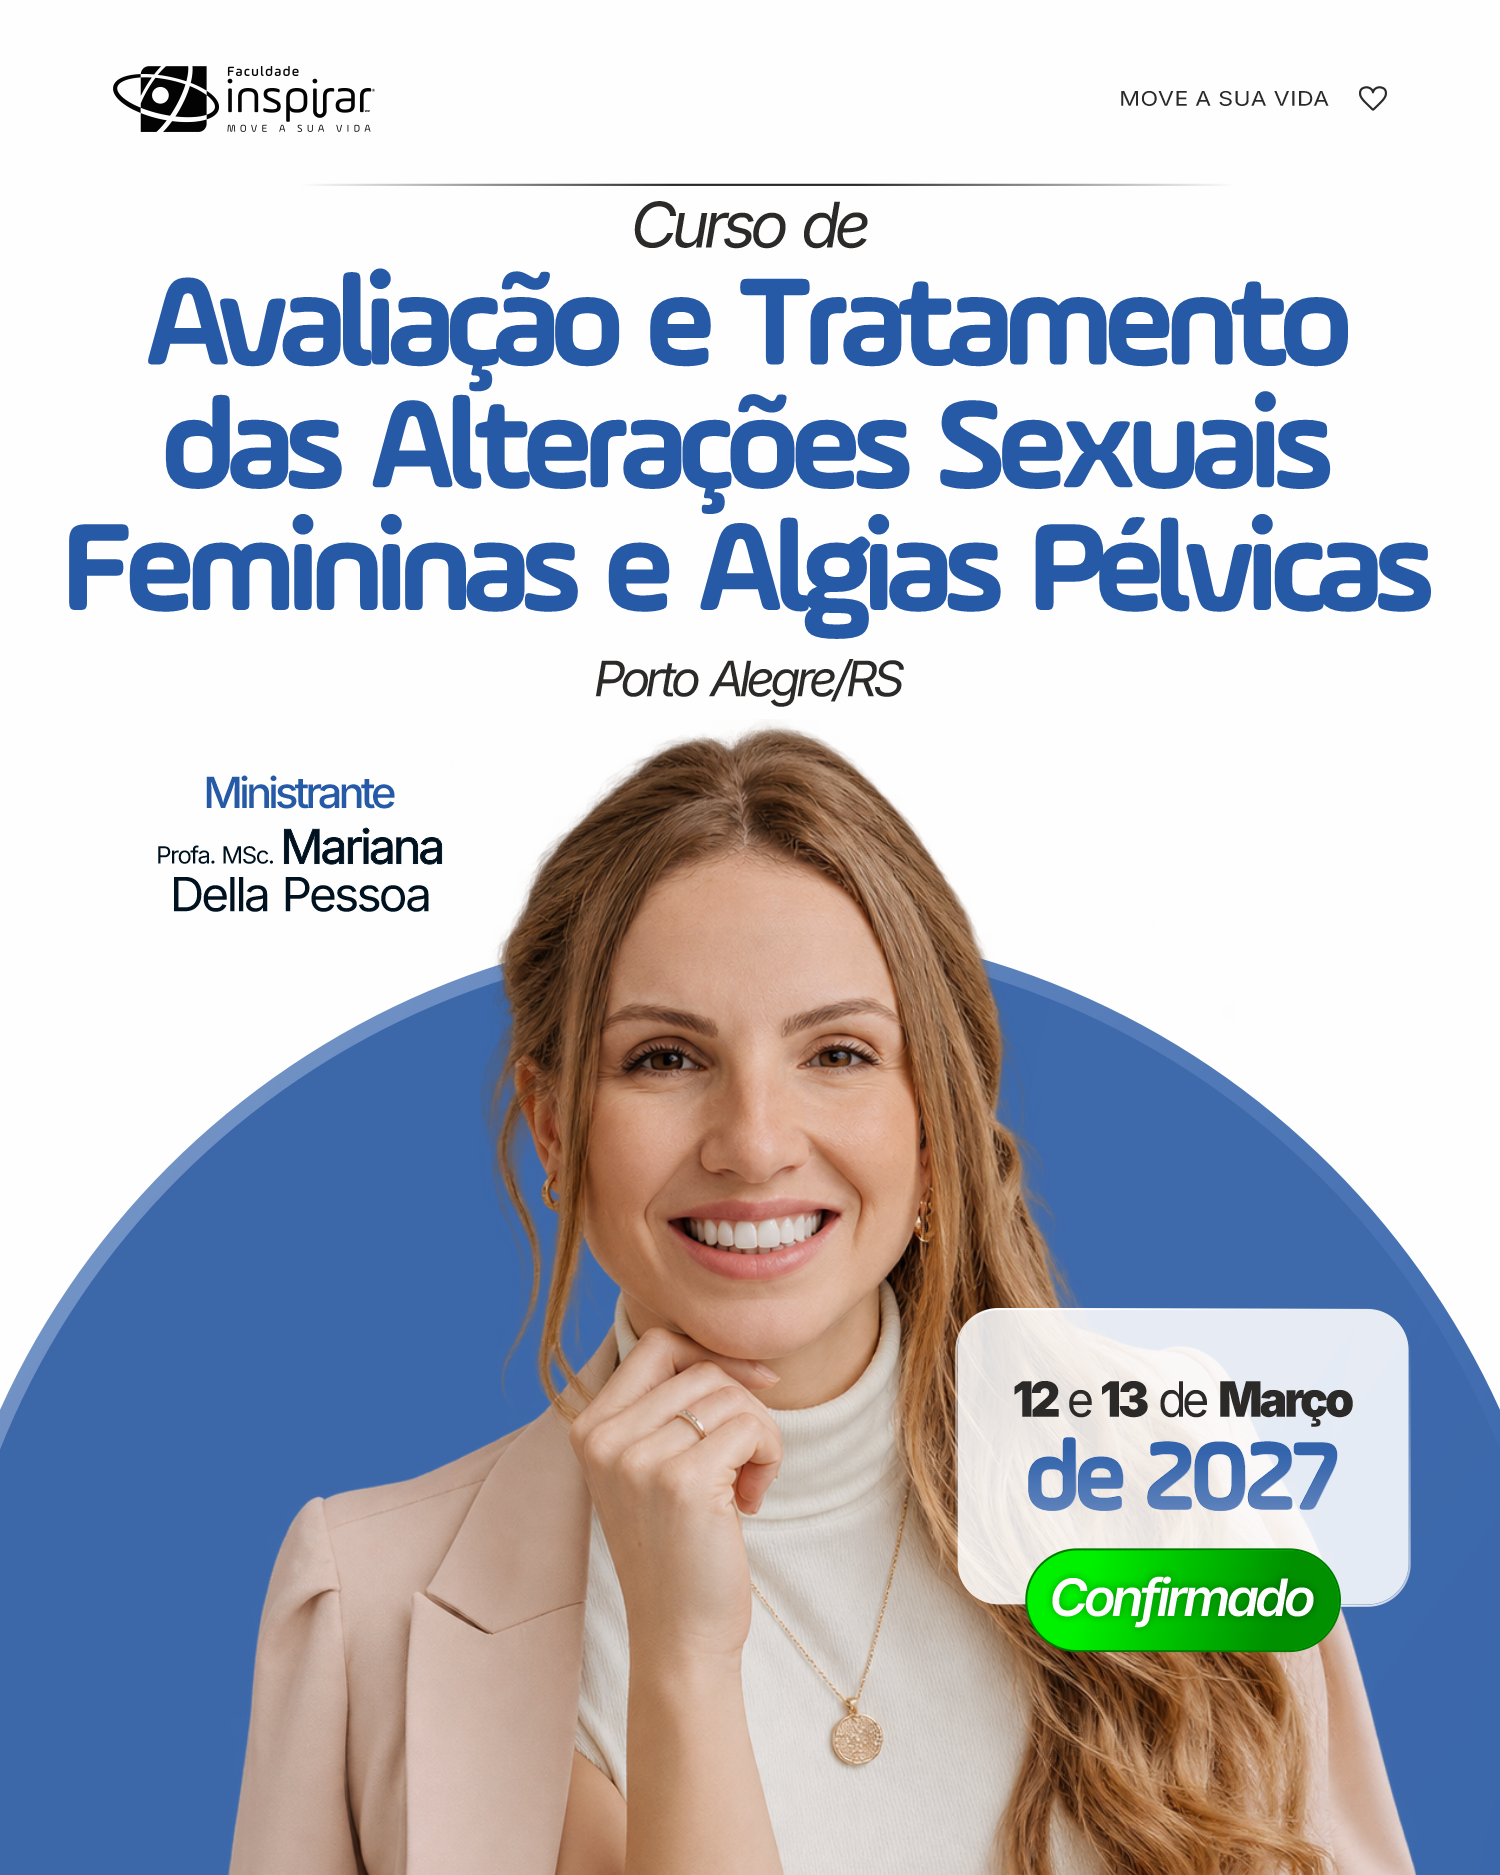 Faculdade
inspirar
MOVE A SUA VIDA
MOVE A SUA VIDA
Curso de
Avaliação e Tratamento
das Alterações Sexuais
Femininas e Algias Pélvicas
Porto Alegre/RS
Ministrante
Profa. MSc. Mariana
Della Pessoa
12 e 13 de Março
de 2027
Confirmado